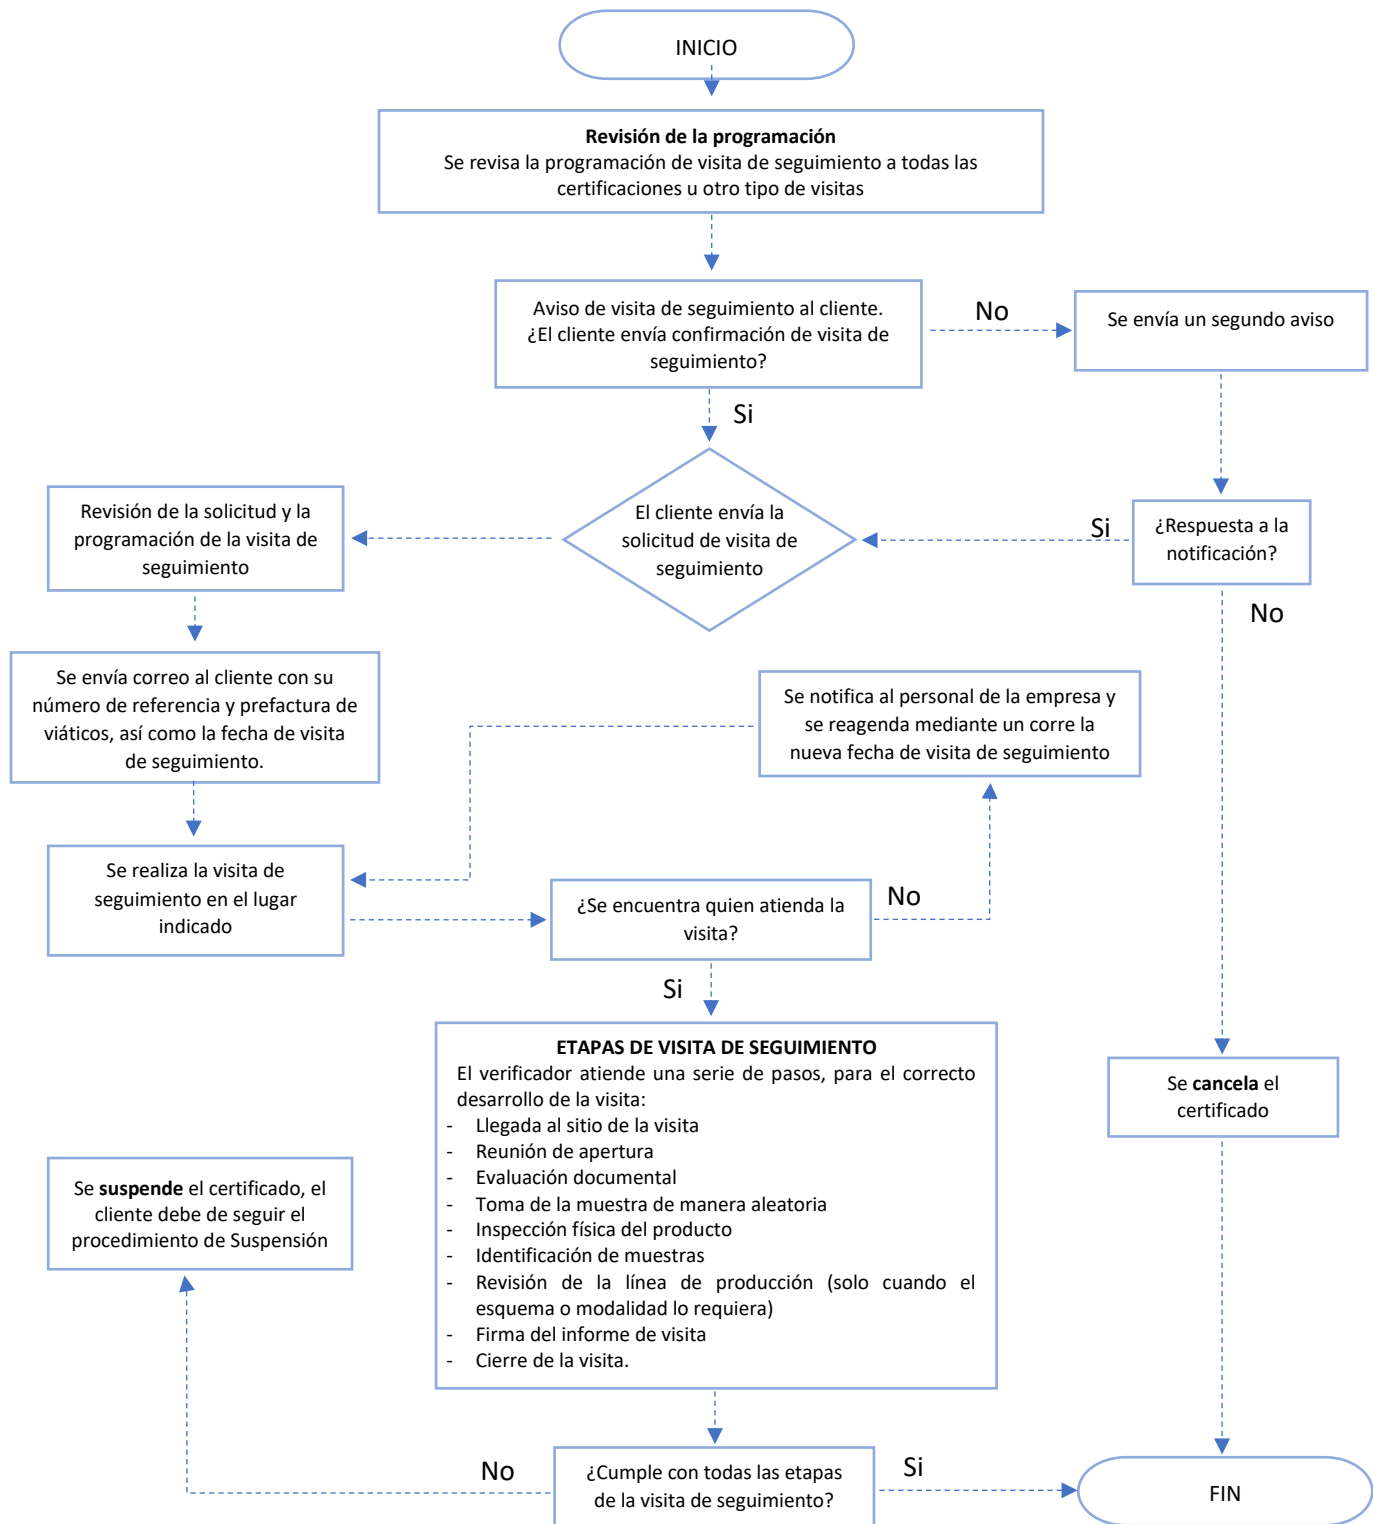 INICIO
Revisión de la programación
Se revisa la programación de visita de seguimiento a todas las
certificaciones u otro tipo de visitas
Aviso de visita de seguimiento al cliente.
¿El cliente envía confirmación de visita de
seguimiento?
No
Se envía un segundo aviso
Si
El cliente envía la
solicitud de visita de
seguimiento
Si
¿Respuesta a la
notificación?
No
Revisión de la solicitud y la
programación de la visita de
seguimiento
Se envía correo al cliente con su
número de referencia y prefactura de
viáticos, así como la fecha de visita
de seguimiento.
Se notifica al personal de la empresa y
se reagenda mediante un corre la
nueva fecha de visita de seguimiento
Se realiza la visita de
seguimiento en el lugar
indicado
¿Se encuentra quien atienda la
visita?
No
Si
ETAPAS DE VISITA DE SEGUIMIENTO
El verificador atiende una serie de pasos, para el correcto
desarrollo de la visita:
- Llegada al sitio de la visita
- Reunión de apertura
- Evaluación documental
- Toma de la muestra de manera aleatoria
- Inspección física del producto
- Identificación de muestras
- Revisión de la línea de producción (solo cuando el
esquema o modalidad lo requiera)
- Firma del informe de visita
- Cierre de la visita.
Se cancela el
certificado
Se suspende el certificado, el
cliente debe de seguir el
procedimiento de Suspensión
No
¿Cumple con todas las etapas
de la visita de seguimiento?
Si
FIN